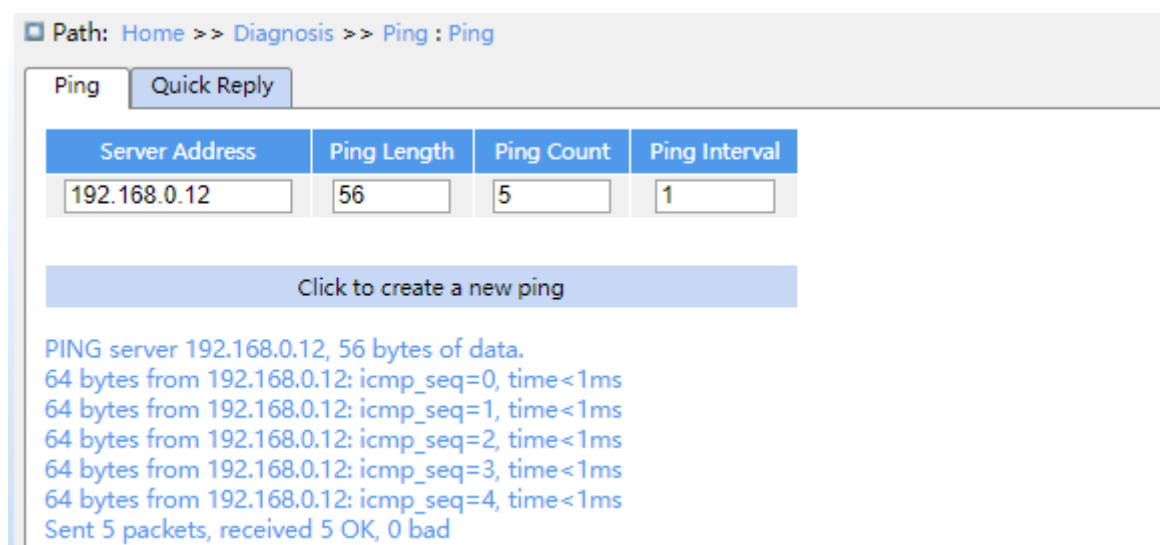 Path: Home >> Diagnosis >> Ping : Ping
Ping Quick Reply
Server Address Ping Length Ping Count Ping Interval
192.168.0.12 56 5 1
Click to create a new ping
PING server 192.168.0.12, 56 bytes of data.
64 bytes from 192.168.0.12: icmp_seq=0, time<1ms
64 bytes from 192.168.0.12: icmp_seq=1, time<1ms
64 bytes from 192.168.0.12: icmp_seq=2, time<1ms
64 bytes from 192.168.0.12: icmp_seq=3, time<1ms
64 bytes from 192.168.0.12: icmp_seq=4, time<1ms
Sent 5 packets, received 5 OK, 0 bad